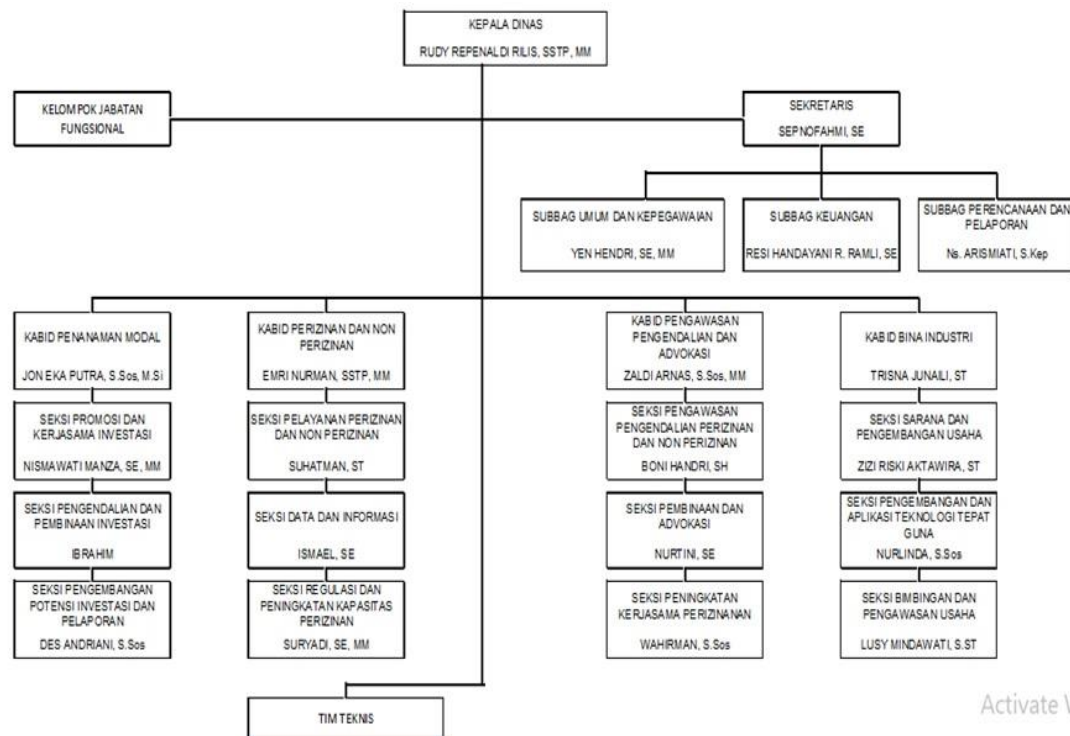 KEPALA DINAS
RUDY REPENALDI RILIS, SSTP, MM
KELOMPOK JABATAN
FUNGSIONAL
SEKRETARIS
SEPNOFAHMI, SE
SUBBAG UMUM DAN KEPEGAWAIAN
YEN HENDRI, SE, MM
SUBBAG KEUANGAN
RESI HANDAYANI R. RAMLI, SE
SUBBAG PERENCANAAN DAN
PELAPORAN
Ns. ARISMIATI, S.Kep
KABID PENANAMAN MODAL
JON EKA PUTRA, S.Sos, M.Si
SEKSI PROMOSI DAN
KERJASAMA INVESTASI
NISMAWATI MANZA, SE, MM
SEKSI PENGENDALIAN DAN
PEMBINAAN INVESTASI
IBRAHIM
SEKSI PENGEMBANGAN
POTENSI INVESTASI DAN
PELAPORAN
DES ANDRIANI, S.Sos
KABID PERIZINAN DAN NON
PERIZINAN
EMRI NURMAN, SSTP, MM
SEKSI PELAYANAN PERIZINAN
DAN NON PERIZINAN
SUHATMAN, ST
SEKSI DATA DAN INFORMASI
ISMAEL, SE
SEKSI REGULASI DAN
PENINGKATAN KAPASITAS
PERIZINAN
SURYADI, SE, MM
KABID PENGAWASAN
PENGENDALIAN DAN
ADVOKASI
ZALDI ARNAS, S.Sos, MM
SEKSI PENGAWASAN
PENGENDALIAN PERIZINAN
DAN NON PERIZINAN
BONI HANDRI, SH
SEKSI PEMBINAAN DAN
ADVOKASI
NURTINI, SE
SEKSI PENINGKATAN
KERJASAMA PERIZINANAN
WAHIRMAN, S.Sos
KABID BINA INDUSTRI
TRISNA JUNAILI, ST
SEKSI SARANA DAN
PENGEMBANGAN USAHA
ZIZI RISKI AKTAWIRA, ST
SEKSI PENGEMBANGAN DAN
APLIKASI TEKNOLOGI TEPAT
GUNA
NURLINDA, S.Sos
SEKSI BIMBINGAN DAN
PENGAWASAN USAHA
LUSY MINDAWATI, S.ST
TIM TEKNIS
Activate